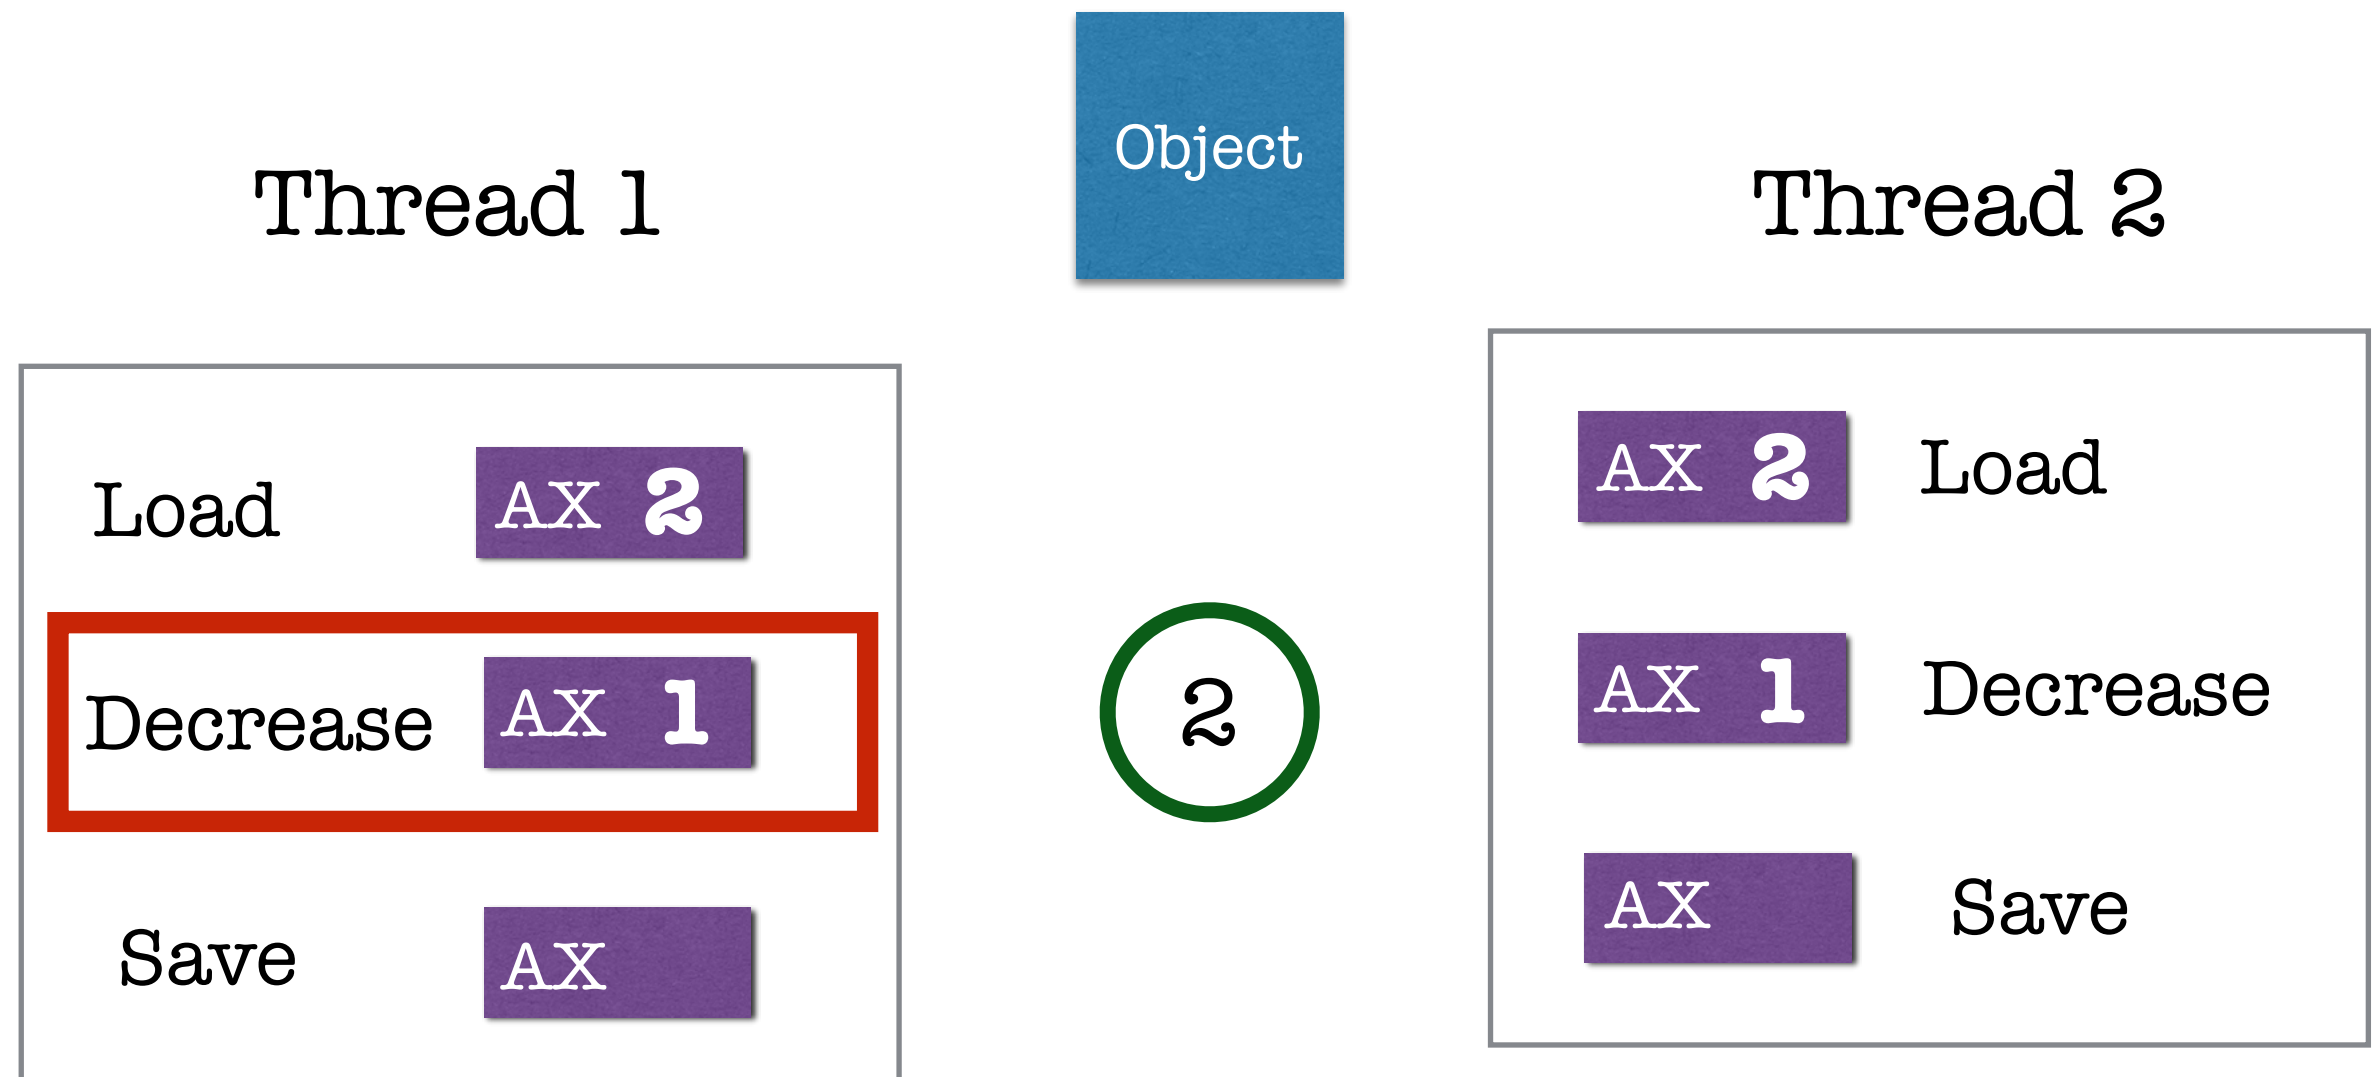 Object
Thread 1
Thread 2
Load AX 2
Decrease AX 1
Save AX
2
AX 2 Load
AX 1 Decrease
AX Save